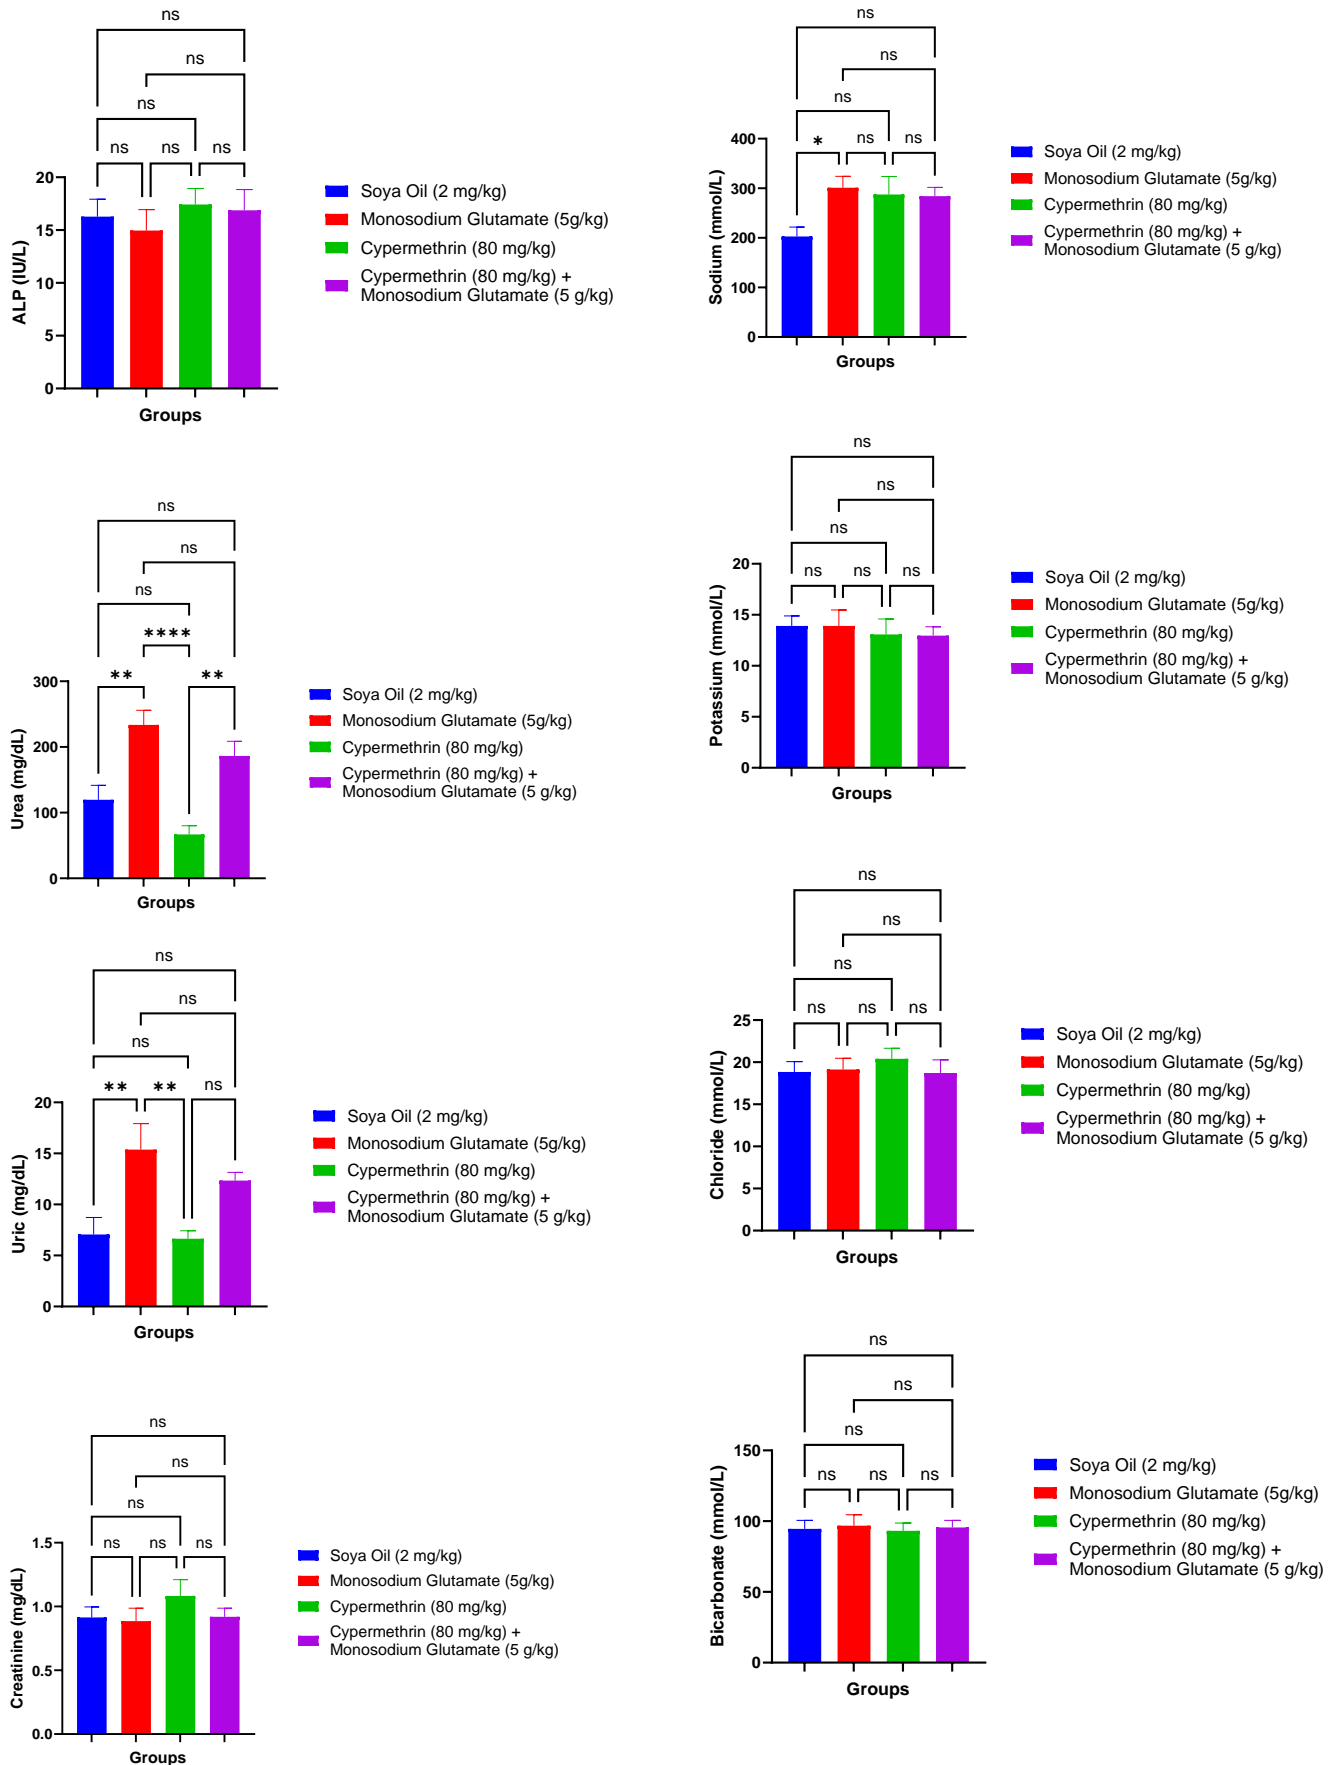 ns
ns
ns
ns
ns
ns
20
15
10
5
0
ALP (IU/L)
Groups
Soya Oil (2 mg/kg)
Monosodium Glutamate (5g/kg)
Cypermethrin (80 mg/kg)
Cypermethrin (80 mg/kg) +
Monosodium Glutamate (5 g/kg)
ns
ns
ns
*
ns
ns
400
300
200
100
0
Sodium (mmol/L)
Groups
Soya Oil (2 mg/kg)
Monosodium Glutamate (5g/kg)
Cypermethrin (80 mg/kg)
Cypermethrin (80 mg/kg) +
Monosodium Glutamate (5 g/kg)
ns
ns
ns
****
**
**
300
200
100
0
Urea (mg/dL)
Groups
Soya Oil (2 mg/kg)
Monosodium Glutamate (5g/kg)
Cypermethrin (80 mg/kg)
Cypermethrin (80 mg/kg) +
Monosodium Glutamate (5 g/kg)
ns
ns
ns
ns
ns
ns
20
15
10
5
0
Potassium (mmol/L)
Groups
Soya Oil (2 mg/kg)
Monosodium Glutamate (5g/kg)
Cypermethrin (80 mg/kg)
Cypermethrin (80 mg/kg) +
Monosodium Glutamate (5 g/kg)
ns
ns
ns
**
**
ns
20
15
10
5
0
Uric (mg/dL)
Groups
Soya Oil (2 mg/kg)
Monosodium Glutamate (5g/kg)
Cypermethrin (80 mg/kg)
Cypermethrin (80 mg/kg) +
Monosodium Glutamate (5 g/kg)
ns
ns
ns
ns
ns
ns
25
20
15
10
5
0
Chloride (mmol/L)
Groups
Soya Oil (2 mg/kg)
Monosodium Glutamate (5g/kg)
Cypermethrin (80 mg/kg)
Cypermethrin (80 mg/kg) +
Monosodium Glutamate (5 g/kg)
ns
ns
ns
ns
ns
ns
1.5
1.0
0.5
0.0
Creatinine (mg/dL)
Groups
Soya Oil (2 mg/kg)
Monosodium Glutamate (5g/kg)
Cypermethrin (80 mg/kg)
Cypermethrin (80 mg/kg) +
Monosodium Glutamate (5 g/kg)
ns
ns
ns
ns
ns
ns
150
100
50
0
Bicarbonate (mmol/L)
Groups
Soya Oil (2 mg/kg)
Monosodium Glutamate (5g/kg)
Cypermethrin (80 mg/kg)
Cypermethrin (80 mg/kg) +
Monosodium Glutamate (5 g/kg)